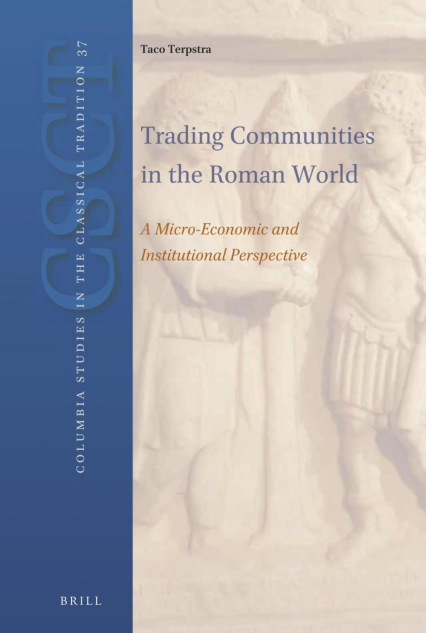 Taco Terpstra
Trading Communities
in the Roman World
A Micro-Economic and
Institutional Perspective
COLUMBIA STUDIES IN THE CLASSICAL TRADITION 37
CSCT
BRILL